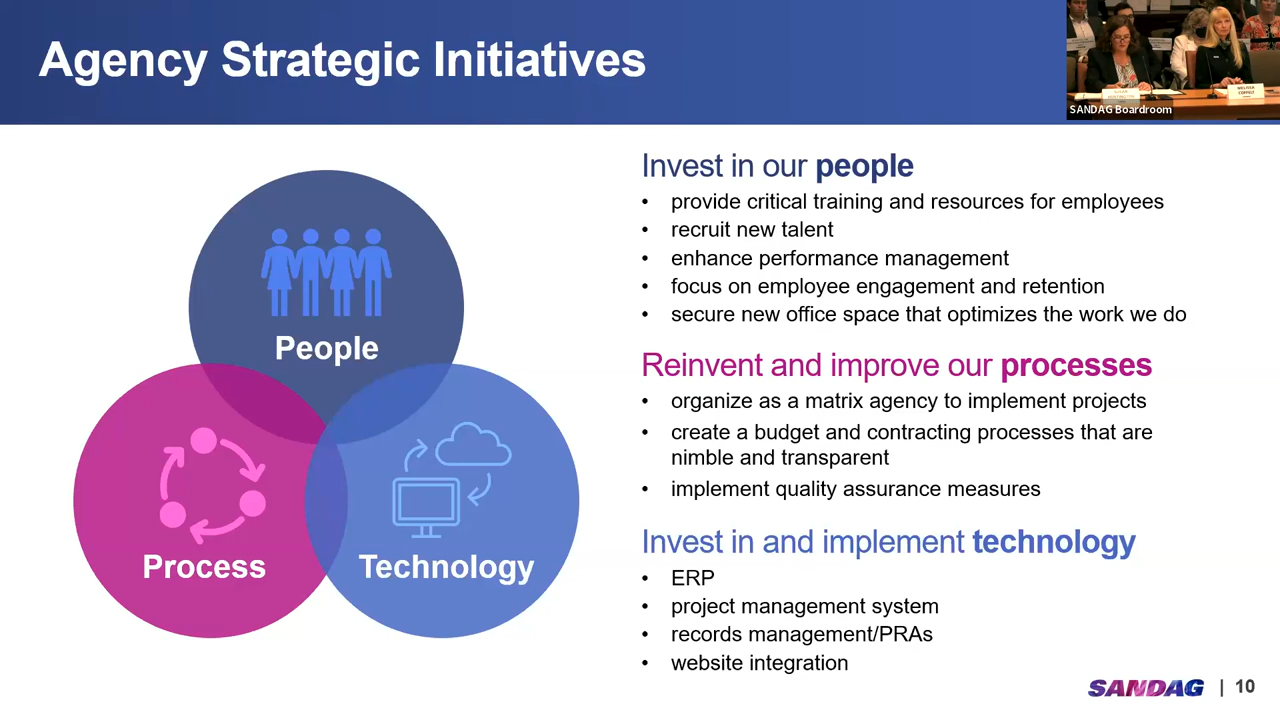 Agency Strategic Initiatives
SANDAG Boardroom
People
Process
Technology
Invest in our people
• provide critical training and resources for employees
• recruit new talent
• enhance performance management
• focus on employee engagement and retention
• secure new office space that optimizes the work we do
Reinvent and improve our processes
• organize as a matrix agency to implement projects
• create a budget and contracting processes that are
nimble and transparent
• implement quality assurance measures
Invest in and implement technology
• ERP
• project management system
• records management/PRAs
• website integration
SANDAG | 10